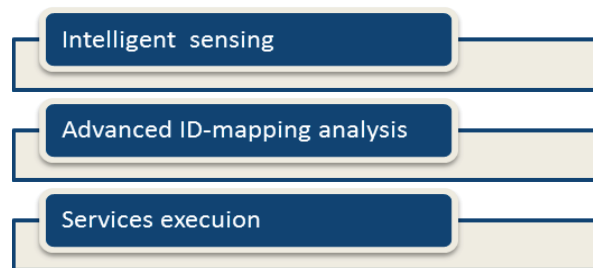 Intelligent sensing
Advanced ID-mapping analysis
Services execuion